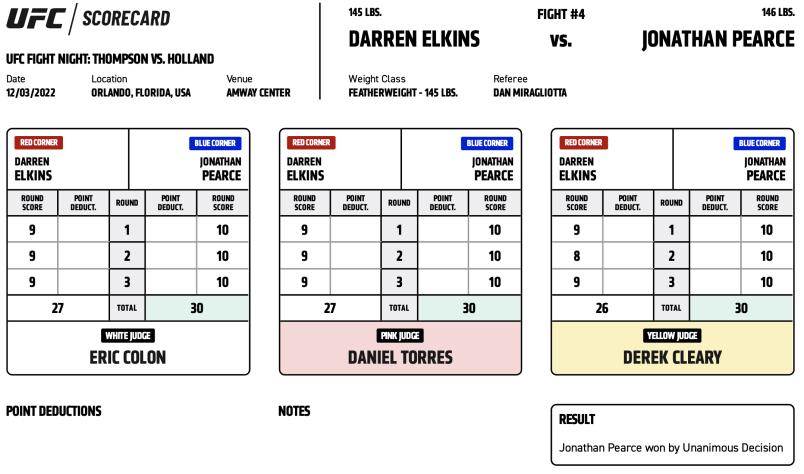 UFC SCORECARD
UFC FIGHT NIGHT: THOMPSON VS. HOLLAND
Date Location Venue
12/03/2022 ORLANDO, FLORIDA, USA AMWAY CENTER
145 LBS. FIGHT #4 146 LBS.
DARREN ELKINS VS. JONATHAN PEARCE
Weight Class Referee
FEATHERWEIGHT - 145 LBS. DAN MIRAGLIOTTA
RED CORNER BLUE CORNER
DARREN JONATHAN
ELKINS PEARCE
ROUND POINT ROUND POINT ROUND
SCORE DEDUCT. DEDUCT. SCORE
9 1 10
9 2 10
9 3 10
27 TOTAL 30
WHITE JUDGE
ERIC COLON
RED CORNER BLUE CORNER
DARREN JONATHAN
ELKINS PEARCE
ROUND POINT ROUND POINT ROUND
SCORE DEDUCT. DEDUCT. SCORE
9 1 10
9 2 10
9 3 10
27 TOTAL 30
PINK JUDGE
DANIEL TORRES
RED CORNER BLUE CORNER
DARREN JONATHAN
ELKINS PEARCE
ROUND POINT ROUND POINT ROUND
SCORE DEDUCT. DEDUCT. SCORE
9 1 10
8 2 10
9 3 10
26 TOTAL 30
YELLOW JUDGE
DEREK CLEARY
POINT DEDUCTIONS
NOTES
RESULT
Jonathan Pearce won by Unanimous Decision